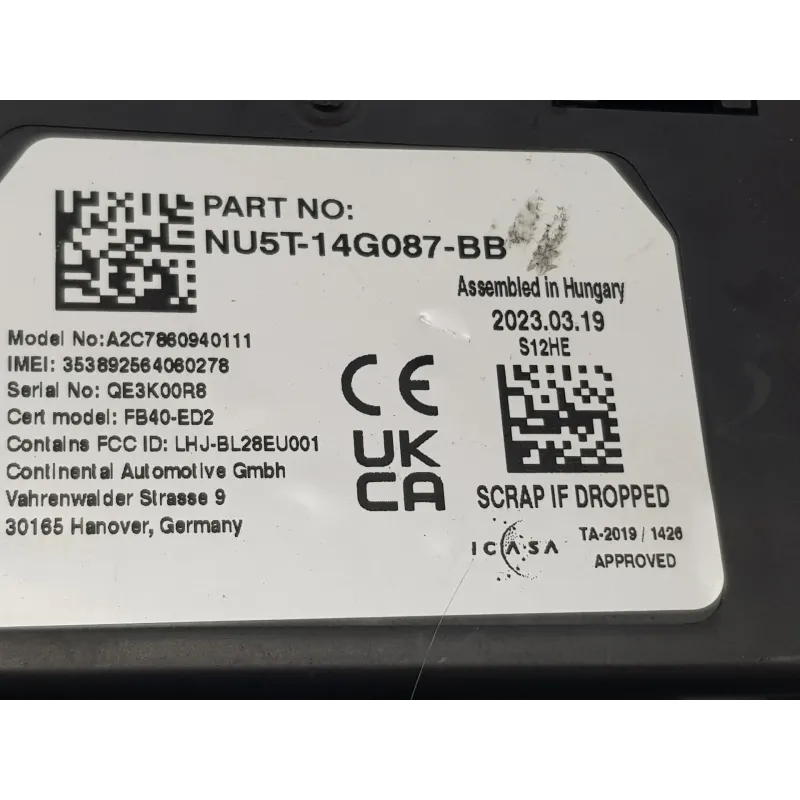 PART NO:
NU5T-14G087-BB
Assembled in Hungary
2023.03.19
S12HE
Model No:A2C7860940111
IMEI: 353892564060278
Serial No: QE3K00R8
Cert model: FB40-ED2
Contains FCC ID: LHJ-BL28EU001
Continental Automotive Gmbh
Vahrenwalder Strasse 9
30165 Hanover, Germany
CE
UK
CA
SCRAP IF DROPPED
ICASA
TA-2019 / 1426
APPROVED